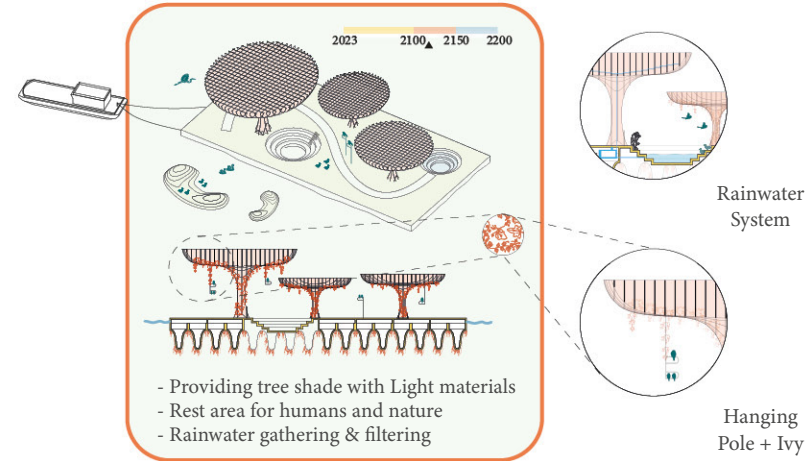 2023 2100 2150 2200
Rainwater
System
- Providing tree shade with Light materials
- Rest area for humans and nature
- Rainwater gathering & filtering
Hanging
Pole + Ivy